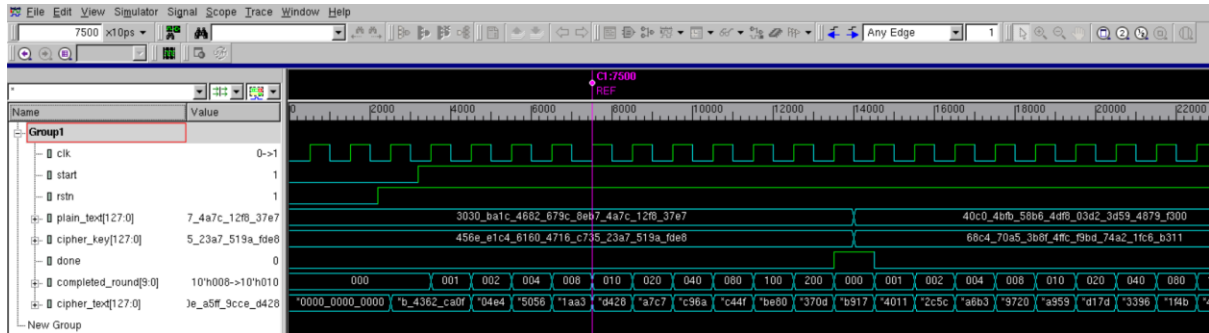 File Edit View Simulator Signal Scope Trace Window Help
7500 x10ps Any Edge 1
C1:7500
REF
Name Value 0 2000 4000 6000 8000 10000 12000 14000 16000 18000 20000 22000
Group1
clk 0->1
start 1
rstn 1
plain_text[127:0] 7_4a7c_12f8_37e7 3030_ba1c_4682_679c_8eb7_4a7c_12f8_37e7 40c0_4bfb_58b6_4df8_03d2_3d59_4879_f300
cipher_key[127:0] 5_23a7_519a_fde8 456e_e1c4_6160_4716_c735_23a7_519a_fde8 68c4_70a5_3b8f_4ffc_f9bd_74a2_1fc6_b311
done 0
completed_round[9:0] 10'h008->10'h010 000 001 002 004 008 010 020 040 080 100 200 000 001 002 004 008 010 020 040 080
cipher_text[127:0] )e_a5ff_9cce_d428 *0000_0000_0000 *b_4362_ca0f *04e4 *5056 *1aa3 *d428 *a7c7 *c96a *c44f *be80 *370d *b917 *4011 *2c5c *a6b3 *9720 *a959 *d17d *3396 *1f4b
New Group